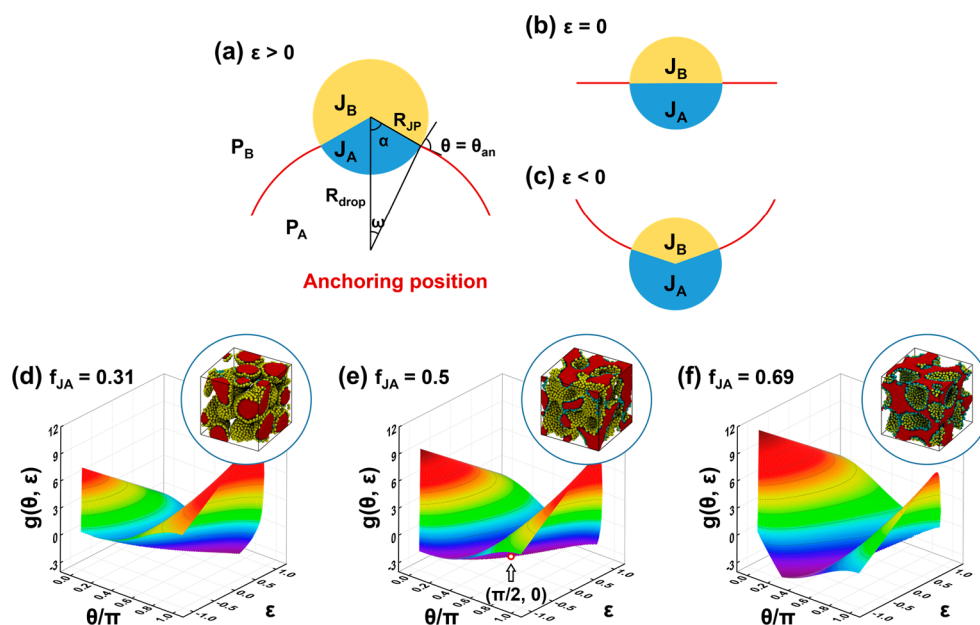 (a) ε > 0
J_B
R_JP
J_A
α
θ = θ_an
P_B
R_drop
ω
P_A
Anchoring position
(b) ε = 0
J_B
J_A
(c) ε < 0
J_B
J_A
(d) f_JA = 0.31
12
9
6
3
0
-3
g(θ, ε)
0.0
0.2
0.4
0.6
0.8
1.0
θ/π
-1.0
-0.5
0.0
0.5
1.0
ε
(e) f_JA = 0.5
12
9
6
3
0
-3
g(θ, ε)
0.0
0.2
0.4
0.6
0.8
1.0
θ/π
(π/2, 0)
-1.0
-0.5
0.0
0.5
1.0
ε
(f) f_JA = 0.69
12
9
6
3
0
-3
g(θ, ε)
0.0
0.2
0.4
0.6
0.8
1.0
θ/π
-1.0
-0.5
0.0
0.5
1.0
ε